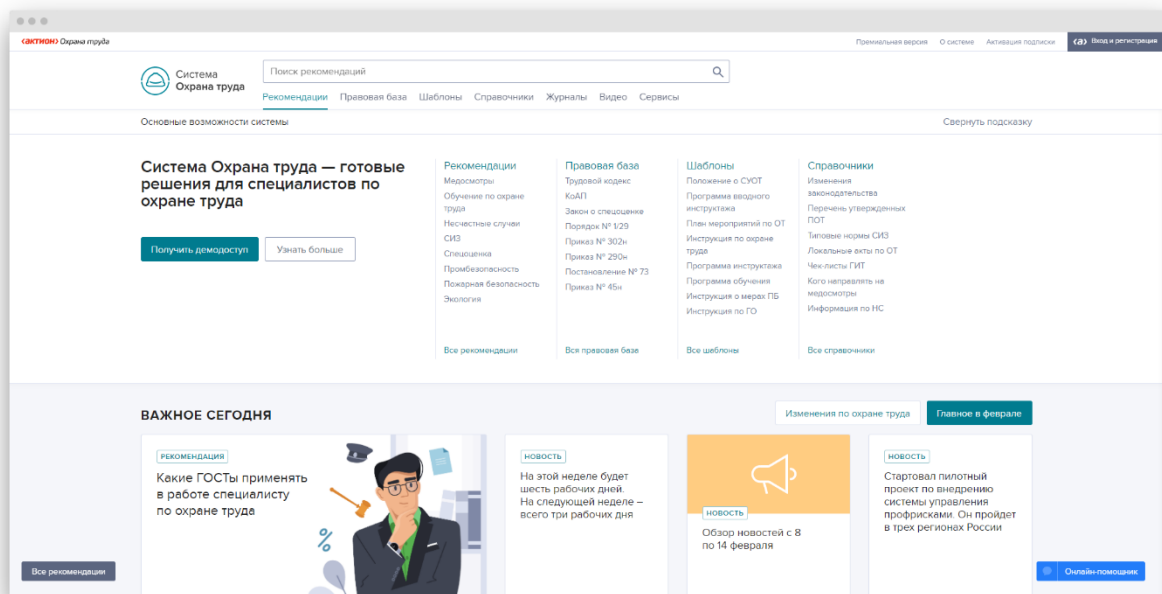 ‹актион› Охрана труда
Премиальная версия О системе Активация подписки ‹а› Вход и регистрация
Система
Охрана труда
Поиск рекомендаций
Рекомендации Правовая база Шаблоны Справочники Журналы Видео Сервисы
Основные возможности системы
Свернуть подсказку
Система Охрана труда — готовые
решения для специалистов по
охране труда
Получить демодоступ
Узнать больше
Рекомендации
Медосмотры
Обучение по охране
труда
Несчастные случаи
СИЗ
Спецоценка
Промбезопасность
Пожарная безопасность
Экология
Все рекомендации
Правовая база
Трудовой кодекс
КоАП
Закон о спецоценке
Порядок № 1/29
Приказ № 302н
Приказ № 290н
Постановление № 73
Приказ № 45н
Вся правовая база
Шаблоны
Положение о СУОТ
Программа вводного
инструктажа
План мероприятий по ОТ
Инструкция по охране
труда
Программа инструктажа
Программа обучения
Инструкция о мерах ПБ
Инструкция по ГО
Все шаблоны
Справочники
Изменения
законодательства
Перечень утвержденных
ПОТ
Типовые нормы СИЗ
Локальные акты по ОТ
Чек-листы ГИТ
Кого направлять на
медосмотры
Информация по НС
Все справочники
ВАЖНОЕ СЕГОДНЯ
Изменения по охране труда
Главное в феврале
РЕКОМЕНДАЦИЯ
Какие ГОСТы применять
в работе специалисту
по охране труда
%
НОВОСТЬ
На этой неделе будет
шесть рабочих дней.
На следующей неделе –
всего три рабочих дня
НОВОСТЬ
Обзор новостей с 8
по 14 февраля
НОВОСТЬ
Стартовал пилотный
проект по внедрению
системы управления
профрисками. Он пройдет
в трех регионах России
Все рекомендации
Онлайн-помощник